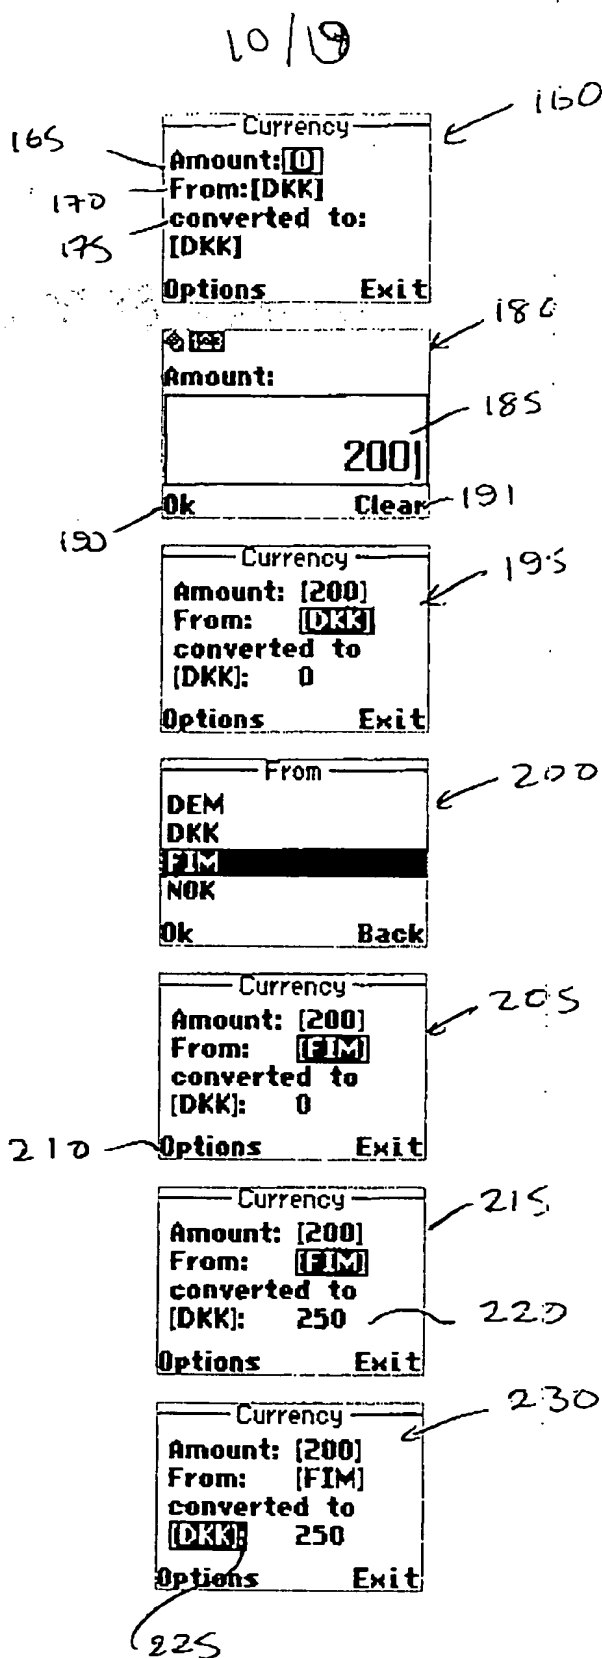 10/19
Currency
160
165
Amount:[0]
170
From:[DKK]
175
converted to:
[DKK]
Options Exit
180
Amount:
185
200
Ok Clear
190
191
Currency
195
Amount: [200]
From: [DKK]
converted to
[DKK]: 0
Options Exit
From
200
DEM
DKK
FIM
NOK
Ok Back
Currency
205
Amount: [200]
From: [FIM]
converted to
[DKK]: 0
210
Options Exit
Currency
215
Amount: [200]
From: [FIM]
converted to
[DKK]: 250
220
Options Exit
Currency
230
Amount: [200]
From: [FIM]
converted to
[DKK]: 250
Options Exit
225